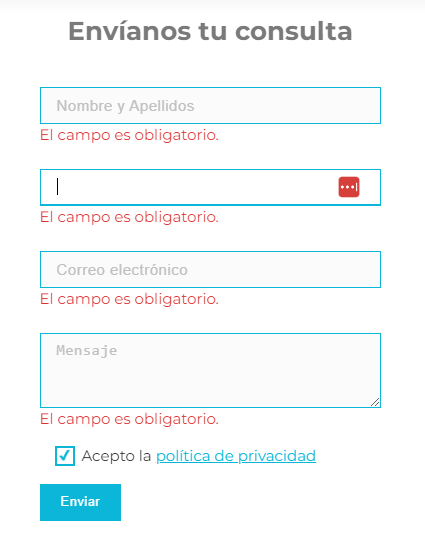 Envíanos tu consulta
Nombre y Apellidos
El campo es obligatorio.
El campo es obligatorio.
Correo electrónico
El campo es obligatorio.
Mensaje
El campo es obligatorio.
Acepto la política de privacidad
Enviar